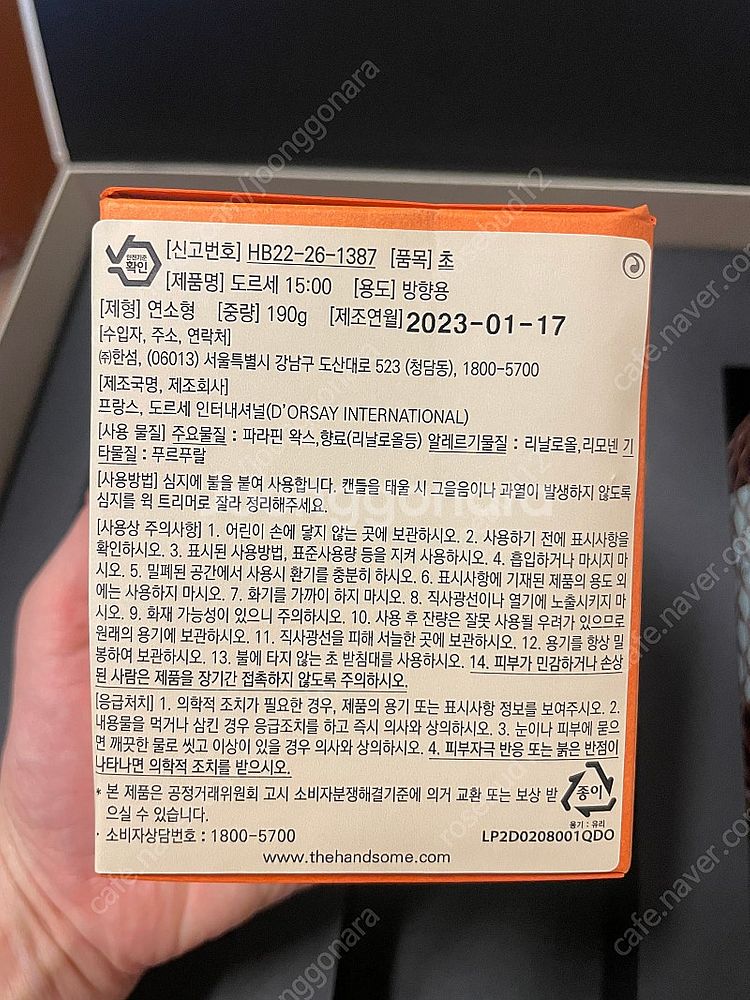 안전기준
확인
[신고번호] HB22-26-1387 [품목] 초
[제품명] 도르세 15:00 [용도] 방향용
[제형] 연소형 [중량] 190g [제조연월] 2023-01-17
[수입자, 주소, 연락처]
㈜한섬, (06013) 서울특별시 강남구 도산대로 523 (청담동), 1800-5700
[제조국명, 제조회사]
프랑스, 도르세 인터내셔널(D'ORSAY INTERNATIONAL)
[사용 물질] 주요물질 : 파라핀 왁스,향료(리날로올등) 알레르기물질 : 리날로올,리모넨 기
타물질 : 푸르푸랄
[사용방법] 심지에 불을 붙여 사용합니다. 캔들을 태울 시 그을음이나 과열이 발생하지 않도록
심지를 윅 트리머로 잘라 정리해주세요.
[사용상 주의사항] 1. 어린이 손에 닿지 않는 곳에 보관하시오. 2. 사용하기 전에 표시사항을
확인하시오. 3. 표시된 사용방법, 표준사용량 등을 지켜 사용하시오. 4. 흡입하거나 마시지 마
시오. 5. 밀폐된 공간에서 사용시 환기를 충분히 하시오. 6. 표시사항에 기재된 제품의 용도 외
에는 사용하지 마시오. 7. 화기를 가까이 하지 마시오. 8. 직사광선이나 열기에 노출시키지 마
시오. 9. 화재 가능성이 있으니 주의하시오. 10. 사용 후 잔량은 잘못 사용될 우려가 있으므로
원래의 용기에 보관하시오. 11. 직사광선을 피해 서늘한 곳에 보관하시오. 12. 용기를 항상 밀
봉하여 보관하시오. 13. 불에 타지 않는 초 받침대를 사용하시오. 14. 피부가 민감하거나 손상
된 사람은 제품을 장기간 접촉하지 않도록 주의하시오.
[응급처치] 1. 의학적 조치가 필요한 경우, 제품의 용기 또는 표시사항 정보를 보여주시오. 2.
내용물을 먹거나 삼킨 경우 응급조치를 하고 즉시 의사와 상의하시오. 3. 눈이나 피부에 묻으
면 깨끗한 물로 씻고 이상이 있을 경우 의사와 상의하시오. 4. 피부자극 반응 또는 붉은 반점이
나타나면 의학적 조치를 받으시오.
* 본 제품은 공정거래위원회 고시 소비자분쟁해결기준에 의거 교환 또는 보상 받
으실 수 있습니다.
· 소비자상담번호 : 1800-5700
종이
용기 : 유리
LP2D0208001QDO
www.thehandsome.com
joonggonara
rosebud12
cafe.naver.com